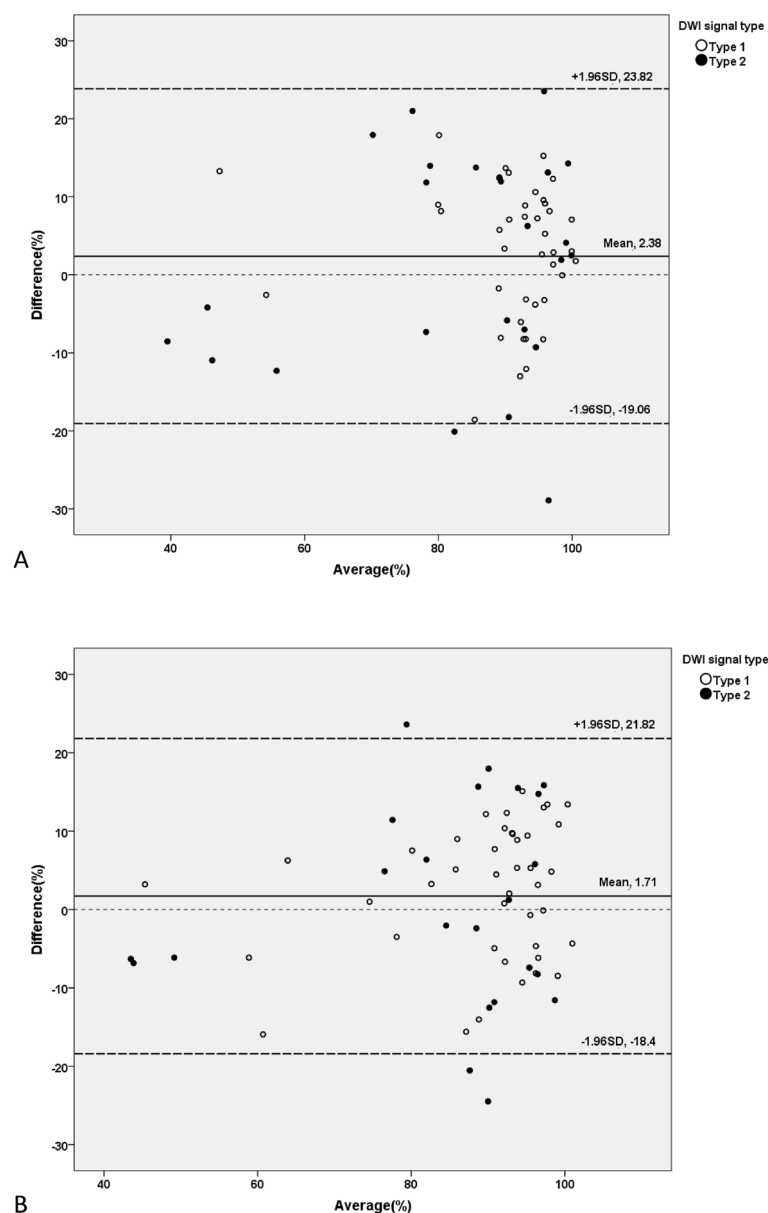 DWI signal type
Type 1
Type 2
30
+1.96SD, 23.82
20
10
Mean, 2.38
0
-10
-1.96SD, -19.06
-20
-30
40 60 80 100
Difference(%)
Average(%)
A
DWI signal type
Type 1
Type 2
30
+1.96SD, 21.82
20
10
Mean, 1.71
0
-10
-1.96SD, -18.4
-20
-30
40 60 80 100
Difference(%)
Average(%)
B